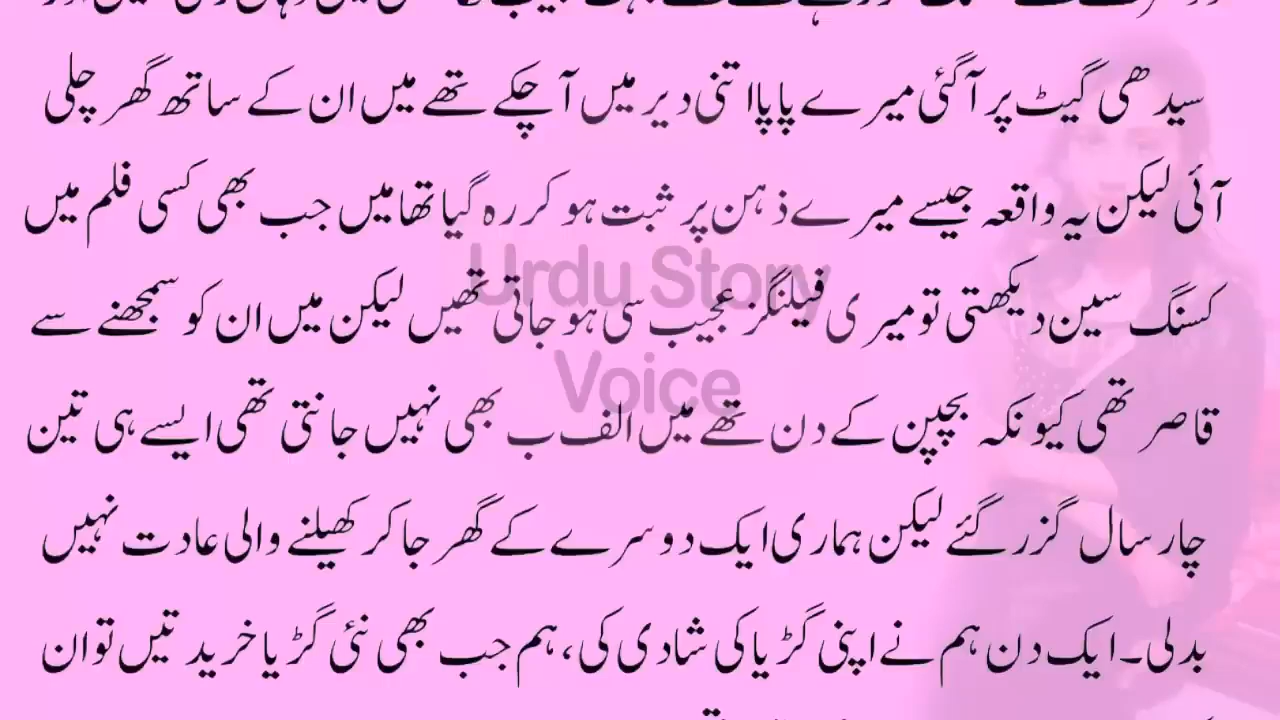 سیدھی گیٹ پر آگئی میرے پاپا اتنی دیر میں آچکے تھے میں ان کے ساتھ گھر چلی
آئی لیکن یہ واقعہ جیسے میرے ذہن پر ثبت ہو کر رہ گیا تھا میں جب بھی کسی فلم میں
کسنگ سین دیکھتی تو میری فیلنگز عجیب سی ہو جاتی تھیں لیکن میں ان کو سمجھنے سے
Urdu Story
Voice
قاصر تھی کیونکہ بچپن کے دن تھے میں الف ب بھی نہیں جانتی تھی ایسے ہی تین
چار سال گزر گئے لیکن ہماری ایک دوسرے کے گھر جا کر کھیلنے والی عادت نہیں
بدلی۔ ایک دن ہم نے اپنی گڑیا کی شادی کی، ہم جب بھی نئی گڑیا خرید تیں تو ان